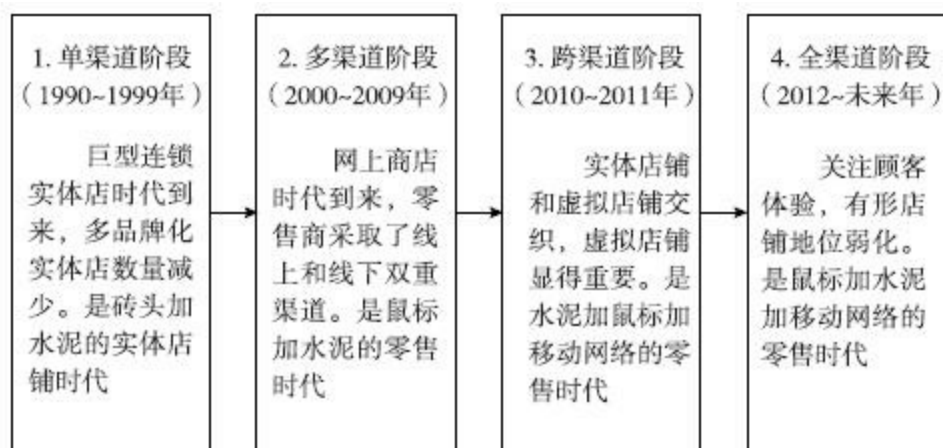 1. 单渠道阶段
（1990~1999年）
巨型连锁
实体店时代到
来，多品牌化
实体店数量减
少。是砖头加
水泥的实体店
铺时代
2. 多渠道阶段
（2000~2009年）
网上商店
时代到来，零
售商采取了线
上和线下双重
渠道。是鼠标
加水泥的零售
时代
3. 跨渠道阶段
（2010~2011年）
实体店铺
和虚拟店铺交
织，虚拟店铺
显得重要。是
水泥加鼠标加
移动网络的零
售时代
4. 全渠道阶段
（2012~未来年）
关注顾客
体验，有形店
铺地位弱化。
是鼠标加水泥
加移动网络的
零售时代